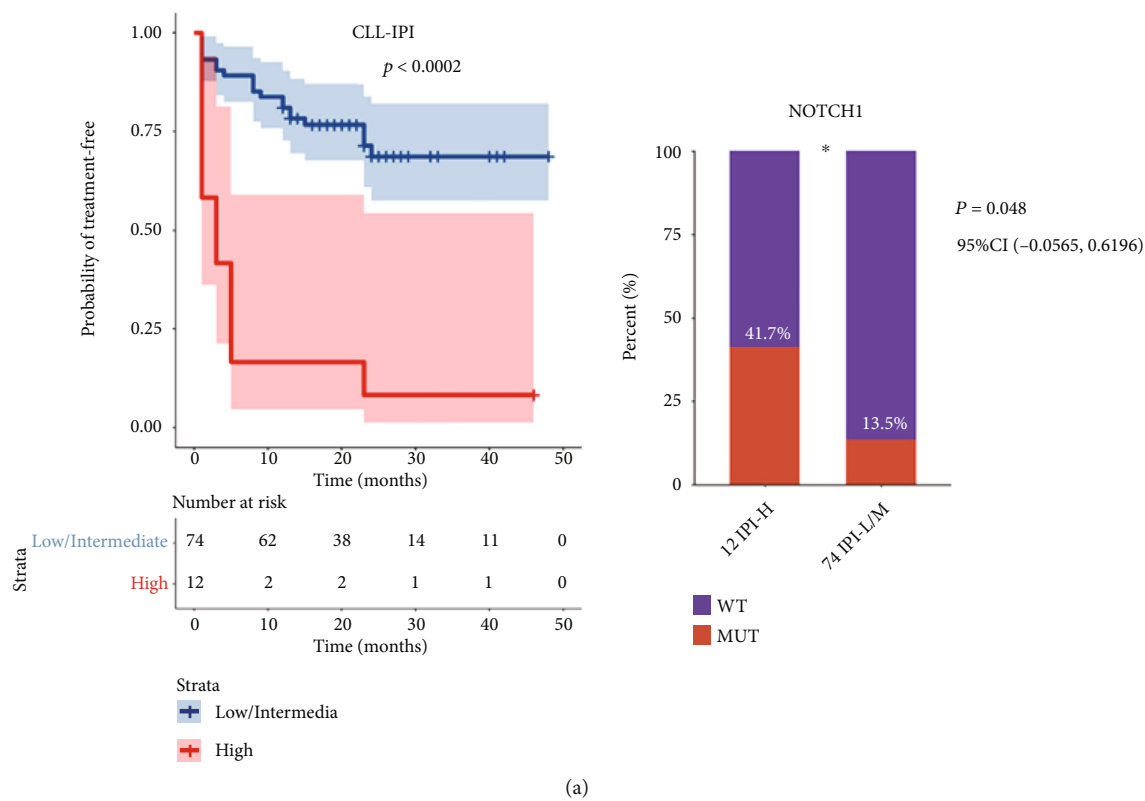 CLL-IPI
p < 0.0002
1.00
0.75
0.50
0.25
0.00
Probability of treatment-free
0 10 20 30 40 50
Time (months)
Number at risk
Strata
Low/Intermediate 74 62 38 14 11 0
High 12 2 2 1 1 0
0 10 20 30 40 50
Time (months)
Strata
Low/Intermedia
High
NOTCH1
100
75
50
25
0
Percent (%)
*
41.7%
13.5%
P = 0.048
95%CI (–0.0565, 0.6196)
12 IPI-H
74 IPI-L/M
WT
MUT
(a)